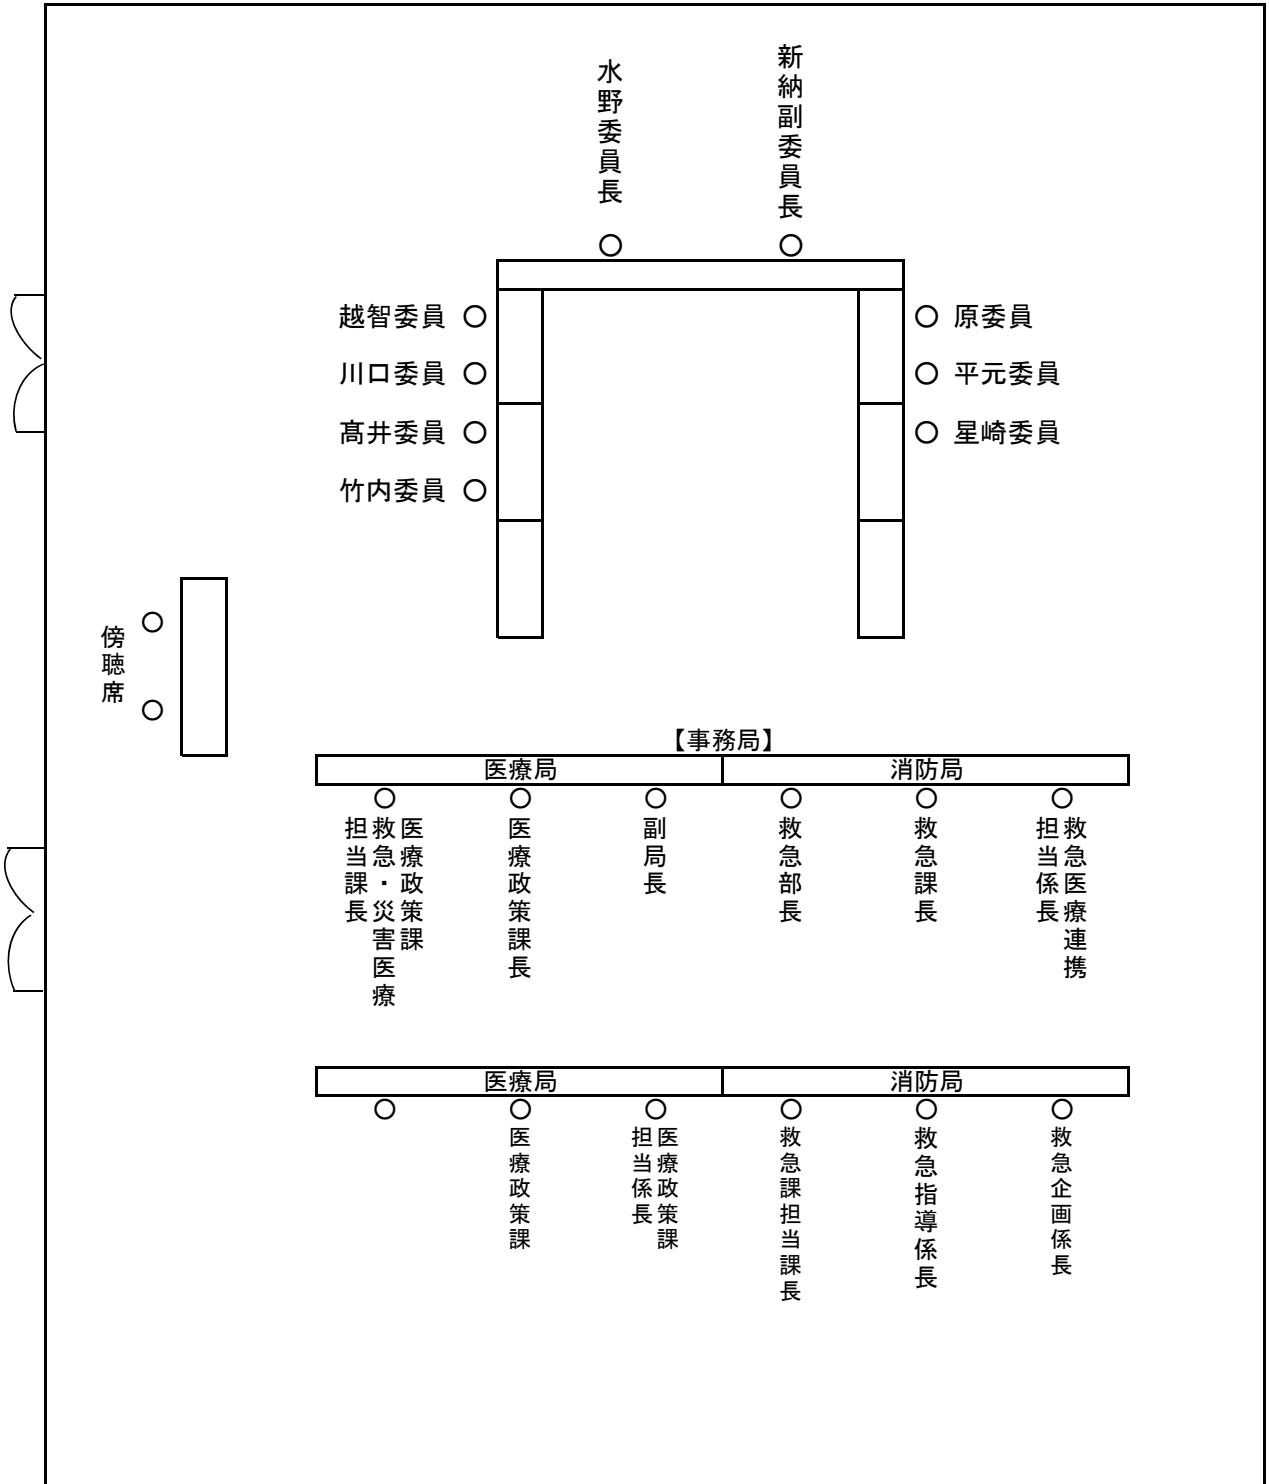 水野委員長
新納副委員長
越智委員 ○
川口委員 ○
髙井委員 ○
竹内委員 ○
○ 原委員
○ 平元委員
○ 星崎委員
傍聴席
【事務局】
医療局
消防局
医療政策課
救急・災害医療
担当課長
医療政策課長
副局長
救急部長
救急課長
救急医療連携
担当係長
医療局
消防局
医療政策課
医療政策課
担当係長
救急課担当課長
救急指導係長
救急企画係長